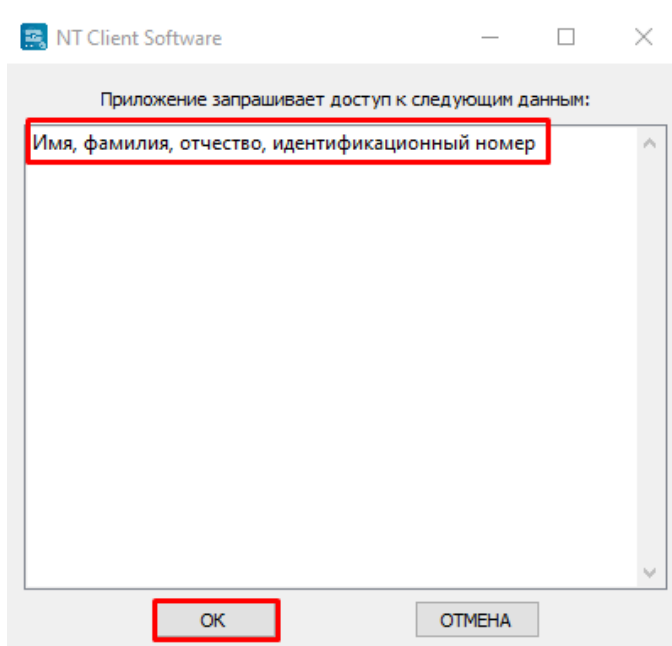 NT Client Software
Приложение запрашивает доступ к следующим данным:
Имя, фамилия, отчество, идентификационный номер
ОК
ОТМЕНА